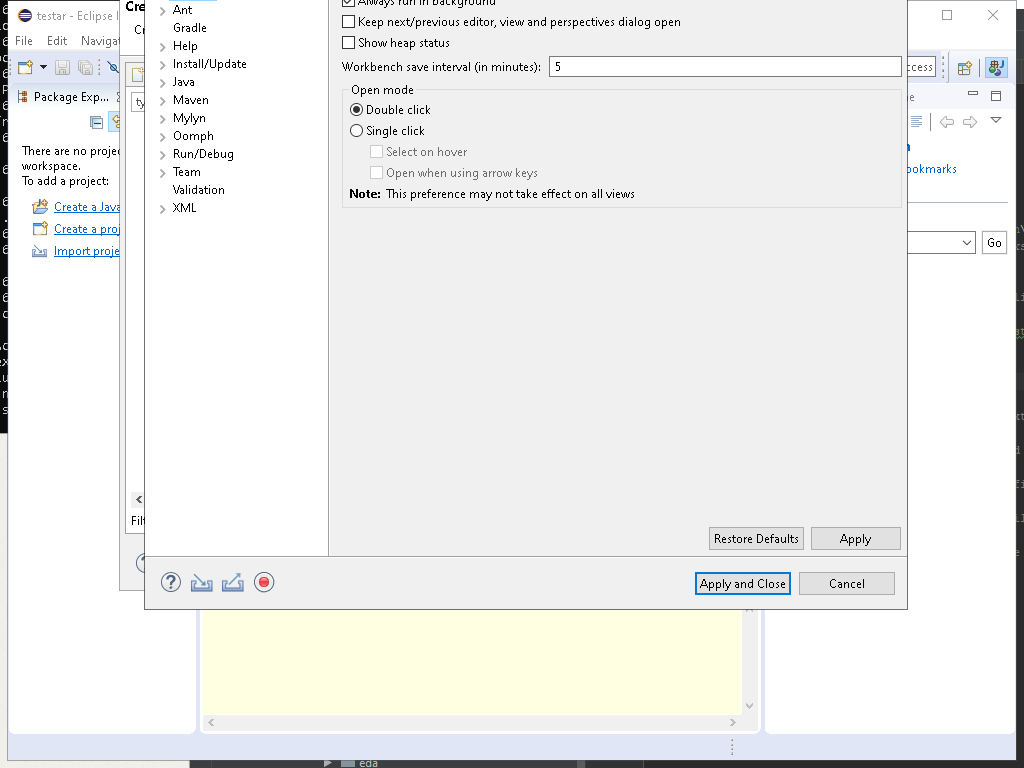 testar - Eclipse I
Cre
File Edit Navigat
Package Exp...
There are no proje
workspace.
To add a project:
Create a Java
Create a proj
Import proje
ty
Filt
Ant
Gradle
Help
Install/Update
Java
Maven
Mylyn
Oomph
Run/Debug
Team
Validation
XML
Always run in background
Keep next/previous editor, view and perspectives dialog open
Show heap status
Workbench save interval (in minutes): 5
Open mode
Double click
Single click
Select on hover
Open when using arrow keys
Note: This preference may not take effect on all views
Restore Defaults
Apply
Apply and Close
Cancel
ccess
ookmarks
Go
eda